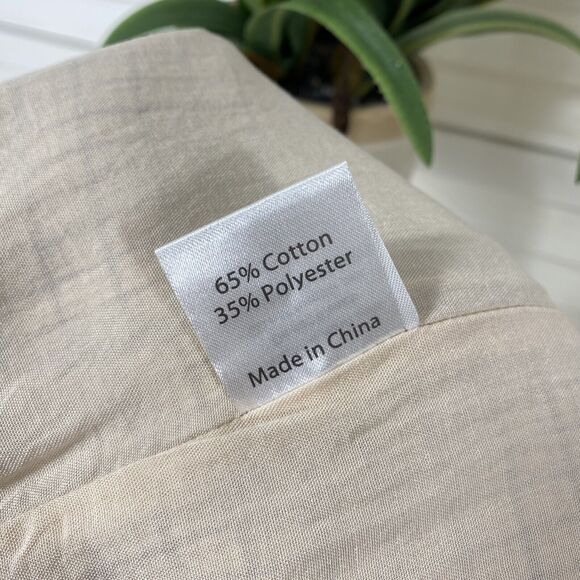 65% Cotton
35% Polyester
Made in China